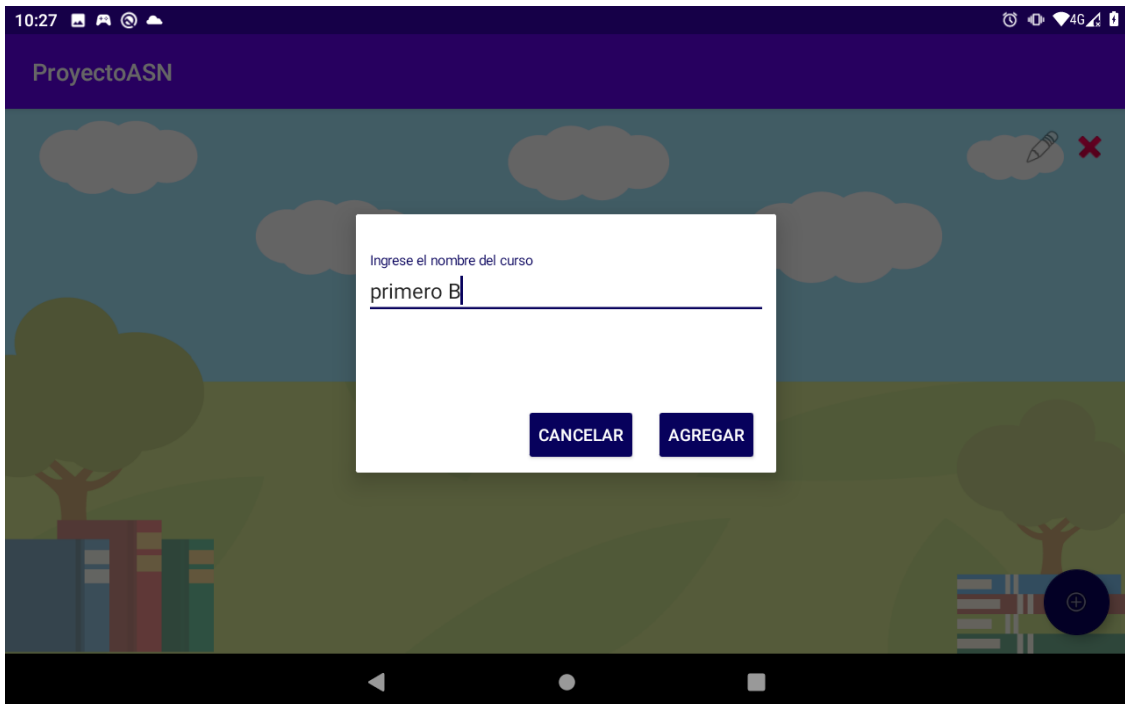 10:27
4G
ProyectoASN
Ingrese el nombre del curso
primero B
CANCELAR AGREGAR